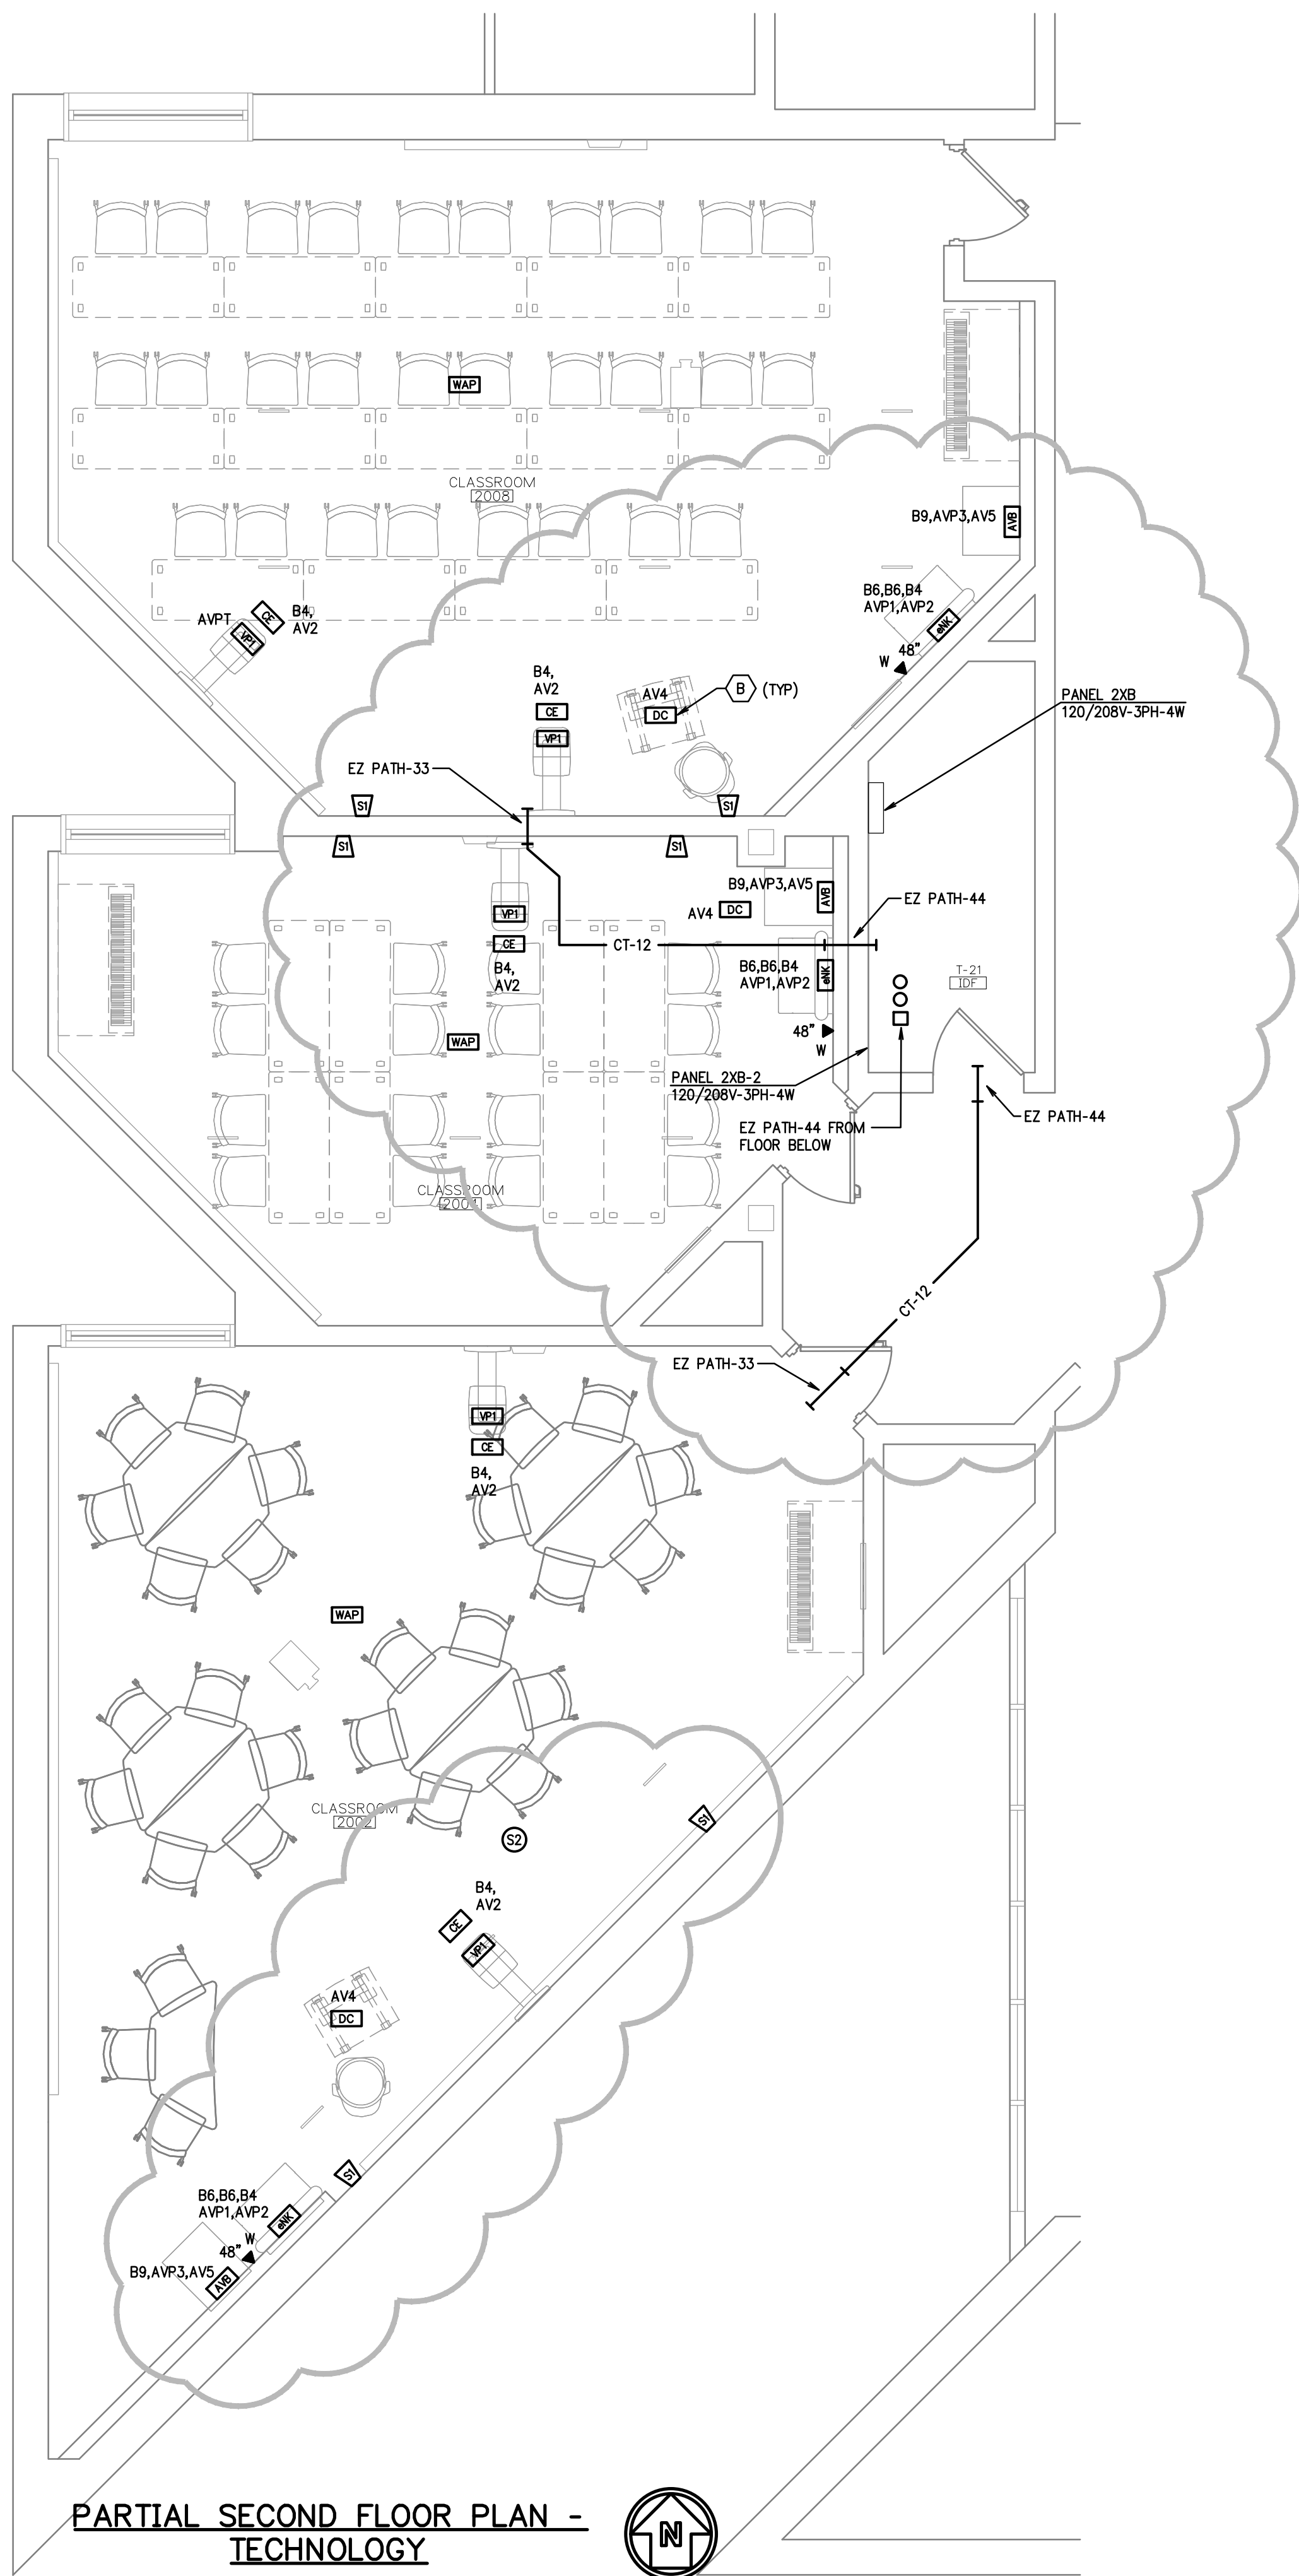 WAP
CLASSROOM
2008
B9,AVP3,AV5
AVB
B6,B6,B4
AVP1,AVP2
eNK
48"
W
AVPT
VP1
CE
B4,
AV2
B4,
AV2
CE
VP1
AV4
DC
B (TYP)
PANEL 2XB
120/208V-3PH-4W
EZ PATH-33
S1
S1
S1
S1
VP1
CE
B4,
AV2
B9,AVP3,AV5
AVB
AV4 DC
EZ PATH-44
CT-12
B6,B6,B4
AVP1,AVP2
eNK
T-21
IDF
48"
W
WAP
PANEL 2XB-2
120/208V-3PH-4W
EZ PATH-44 FROM
FLOOR BELOW
EZ PATH-44
CLASSROOM
2004
CT-12
EZ PATH-33
VP1
CE
B4,
AV2
WAP
CLASSROOM
2002
S2
S1
B4,
AV2
CE
VP1
AV4
DC
S1
B6,B6,B4
AVP1,AVP2
eNK
W
48"
B9,AVP3,AV5
AVB
PARTIAL SECOND FLOOR PLAN -
TECHNOLOGY
N